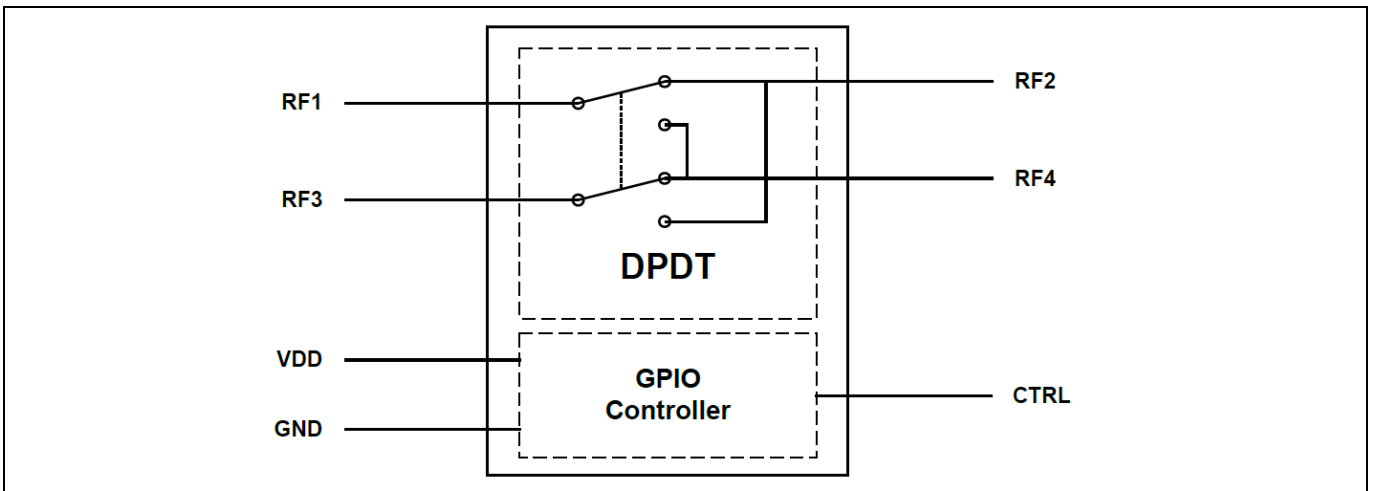 RF1
RF2
RF3
RF4
DPDT
VDD
GPIO
Controller
CTRL
GND